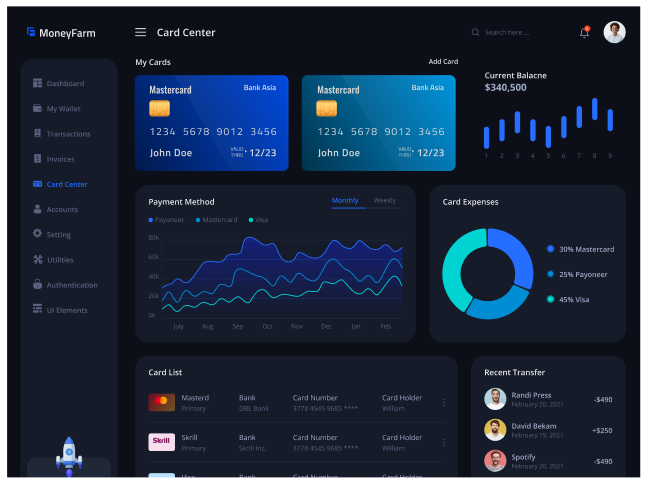 MoneyFarm
Card Center
Search here ...
Dashboard
My Wallet
Transactions
Invoices
Card Center
Accounts
Setting
Utilities
Authentication
UI Elements
My Cards
Add Card
Mastercard
Bank Asia
1234 5678 9012 3456
John Doe
VALID
THRU
12/23
Mastercard
Bank Asia
1234 5678 9012 3456
John Doe
VALID
THRU
12/23
Current Balacne
$340,500
1 2 3 4 5 6 7 8 9
Payment Method
Monthly
Weekly
Payoneer
Mastercard
Visa
80k
60k
40k
20k
0k
July Aug Sep Oct Nov Dec Jan Feb
Card Expenses
30% Mastercard
25% Payoneer
45% Visa
Card List
Masterd Bank Card Number Card Holder
Primary DBL Bank 3778 4545 9685 **** William
Skrill
Skrill Bank Card Number Card Holder
Primary Skrill Inc. 3778 4545 9685 **** William
Recent Transfer
Randi Press
February 20, 2021
-$490
David Bekam
February 19, 2021
+$250
Spotify
February 20, 2021
-$490